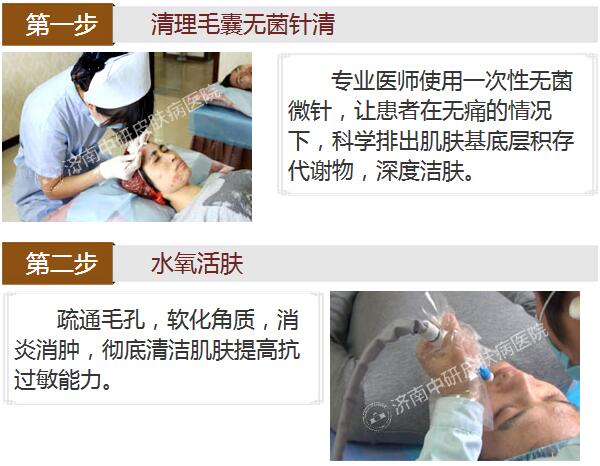 第一步 清理毛囊无菌针清
济南中研皮肤病医院
专业医师使用一次性无菌
微针，让患者在无痛的情况
下，科学排出肌肤基底层积存
代谢物，深度洁肤。
第二步 水氧活肤
疏通毛孔，软化角质，消
炎消肿，彻底清洁肌肤提高抗
过敏能力。
济南中研皮肤病医院